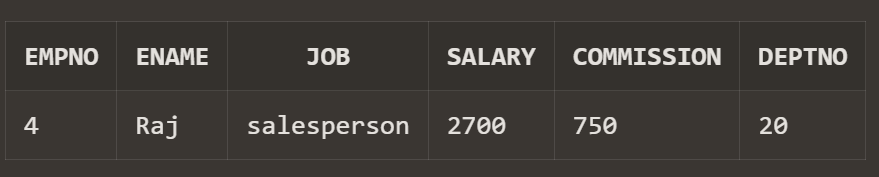 EMPNO ENAME JOB SALARY COMMISSION DEPTNO
4 Raj salesperson 2700 750 20